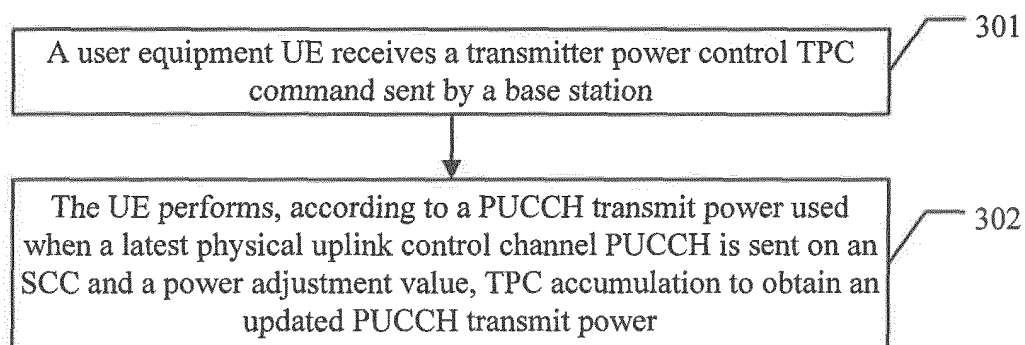 A user equipment UE receives a transmitter power control TPC
command sent by a base station
301
The UE performs, according to a PUCCH transmit power used
when a latest physical uplink control channel PUCCH is sent on an
SCC and a power adjustment value, TPC accumulation to obtain an
updated PUCCH transmit power
302